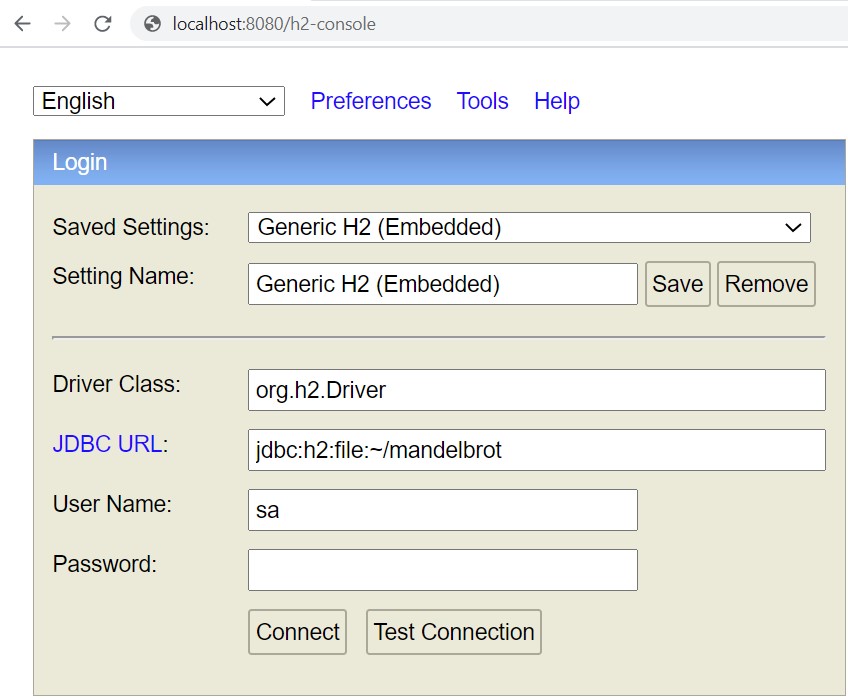 localhost:8080/h2-console
English Preferences Tools Help
Login
Saved Settings: Generic H2 (Embedded)
Setting Name: Generic H2 (Embedded) Save Remove
Driver Class: org.h2.Driver
JDBC URL: jdbc:h2:file:~/mandelbrot
User Name: sa
Password:
Connect Test Connection